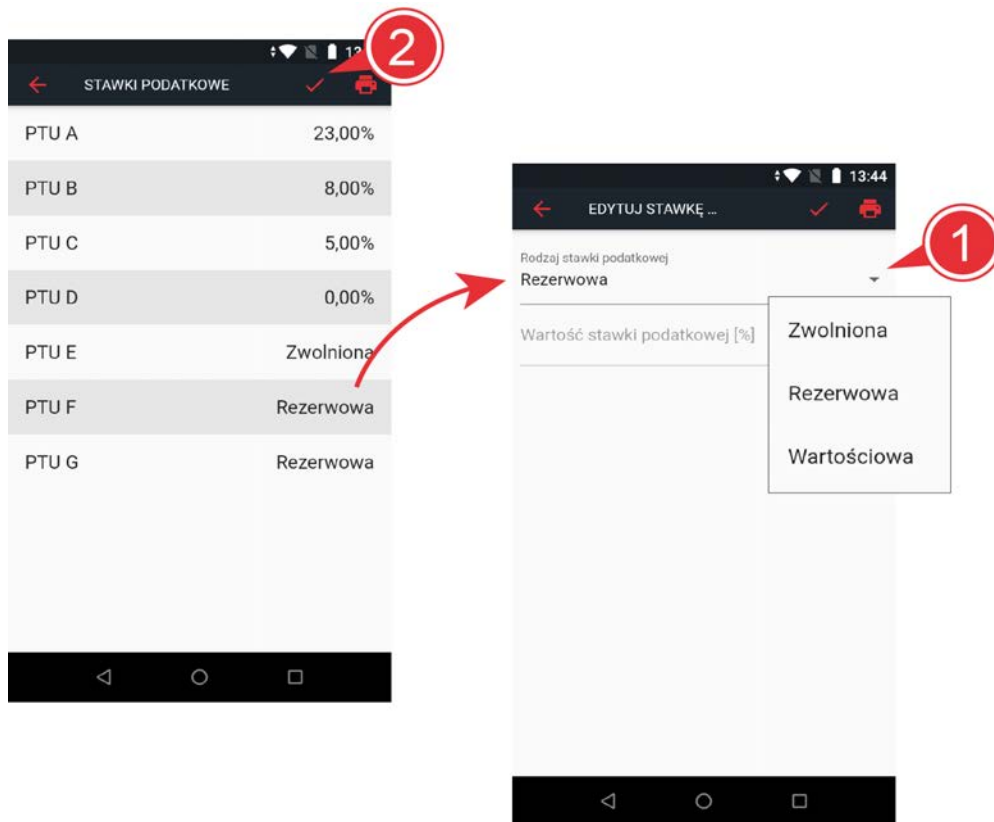 2
13
STAWKI PODATKOWE
PTU A 23,00%
PTU B 8,00%
PTU C 5,00%
PTU D 0,00%
PTU E Zwolniona
PTU F Rezerwowa
PTU G Rezerwowa
13:44
EDYTUJ STAWKĘ ...
1
Rodzaj stawki podatkowej
Rezerwowa
Wartość stawki podatkowej [%]
Zwolniona
Rezerwowa
Wartościowa